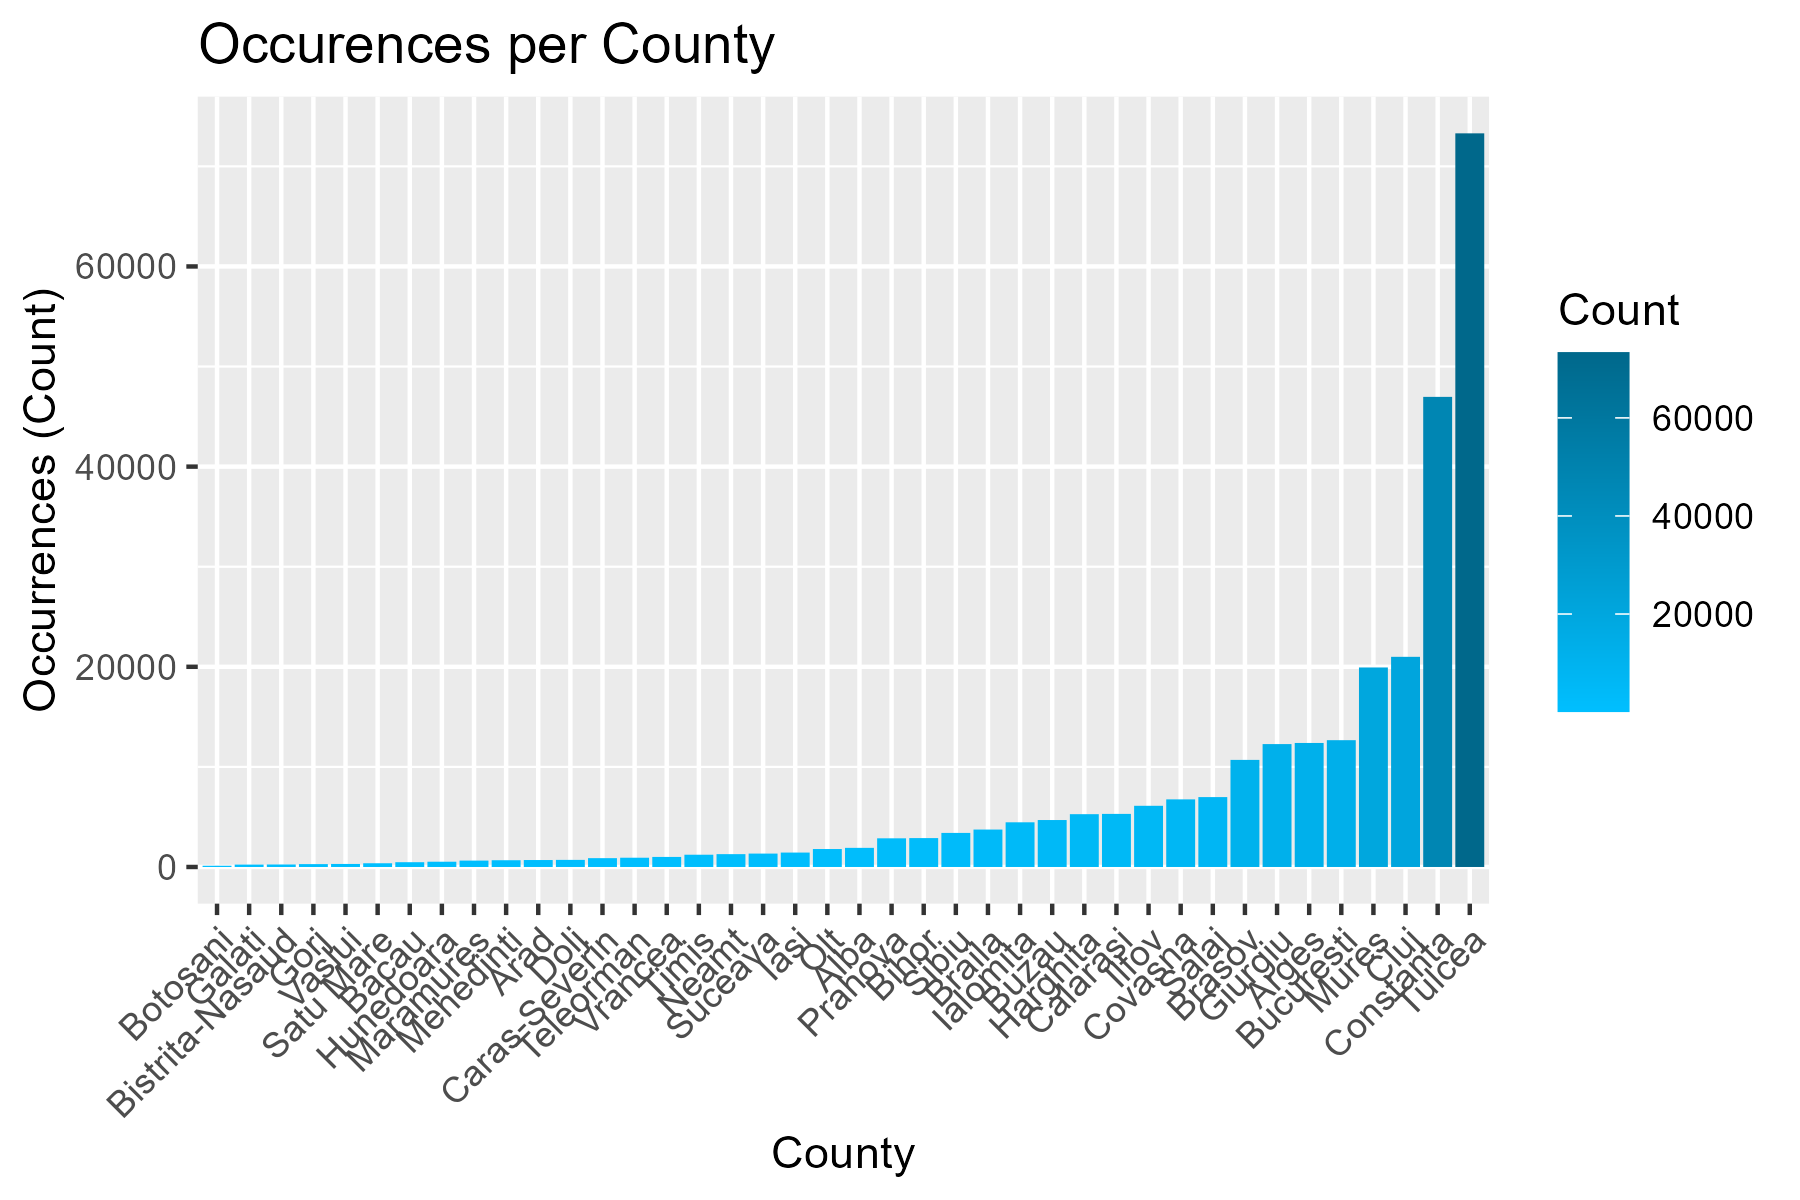 Occurences per County
Occurrences (Count)
60000
40000
20000
0
Botosani
Galati
Bistrita-Nasaud
Gorj
Vaslui
Satu Mare
Bacau
Hunedoara
Maramures
Mehedinti
Arad
Dolj
Caras-Severin
Teleorman
Vrancea
Timis
Neamt
Suceava
Iasi
Olt
Alba
Prahova
Bihor
Sibiu
Braila
Ialomita
Buzau
Harghita
Calarasi
Ilfov
Covasna
Salaj
Brasov
Giurgiu
Arges
Bucuresti
Mures
Cluj
Constanta
Tulcea
County
Count
60000
40000
20000